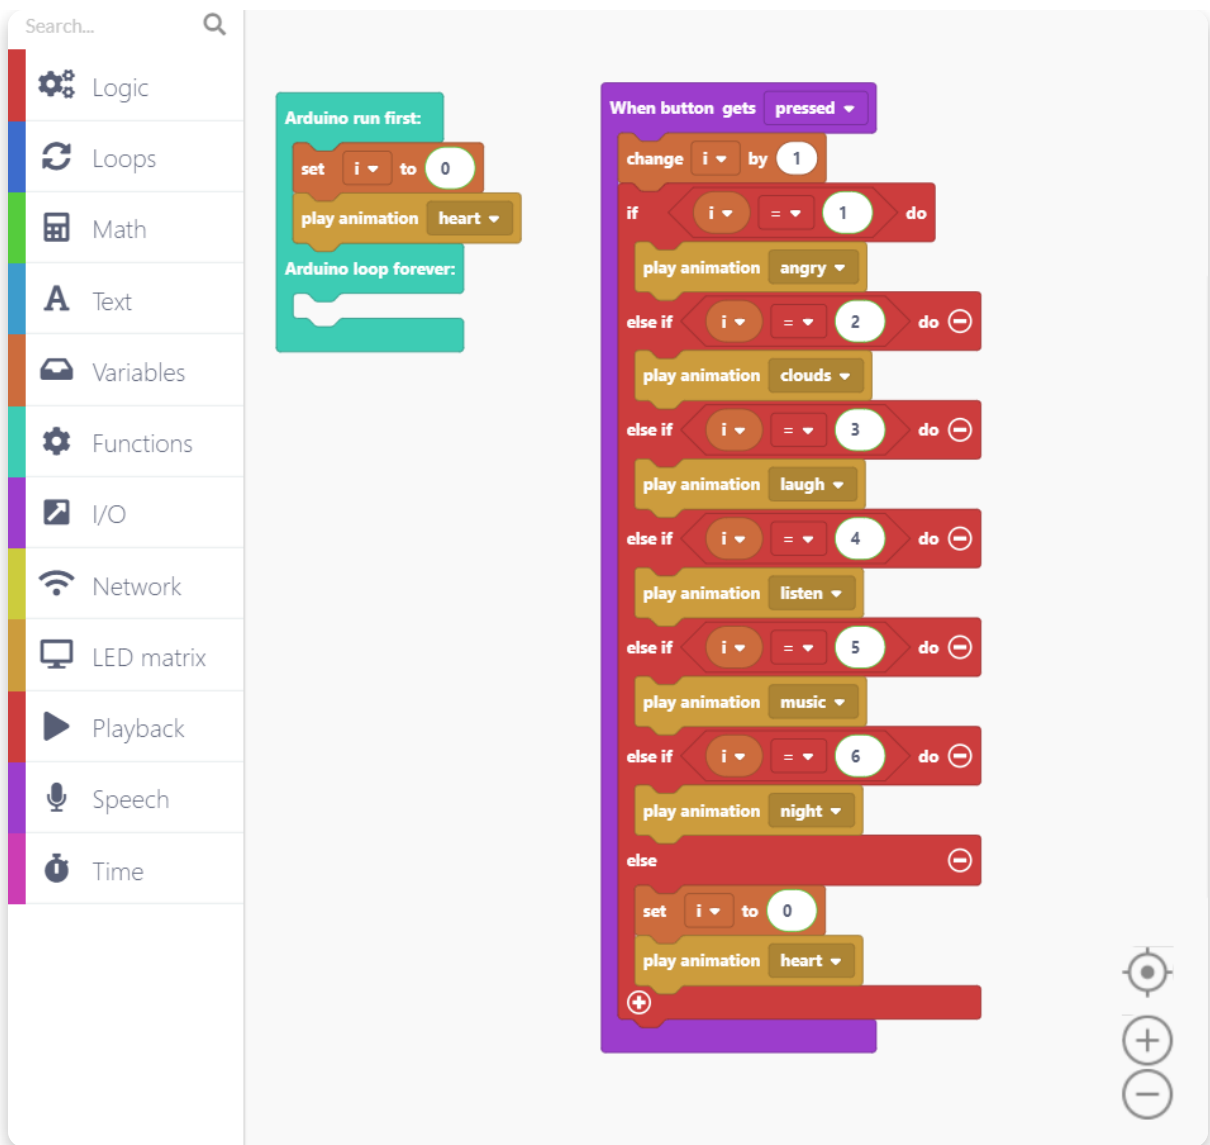 Search...
Logic
Loops
Math
Text
Variables
Functions
I/O
Network
LED matrix
Playback
Speech
Time
Arduino run first:
set i to 0
play animation heart
Arduino loop forever:
When button gets pressed
change i by 1
if i = 1 do
play animation angry
else if i = 2 do
play animation clouds
else if i = 3 do
play animation laugh
else if i = 4 do
play animation listen
else if i = 5 do
play animation music
else if i = 6 do
play animation night
else
set i to 0
play animation heart